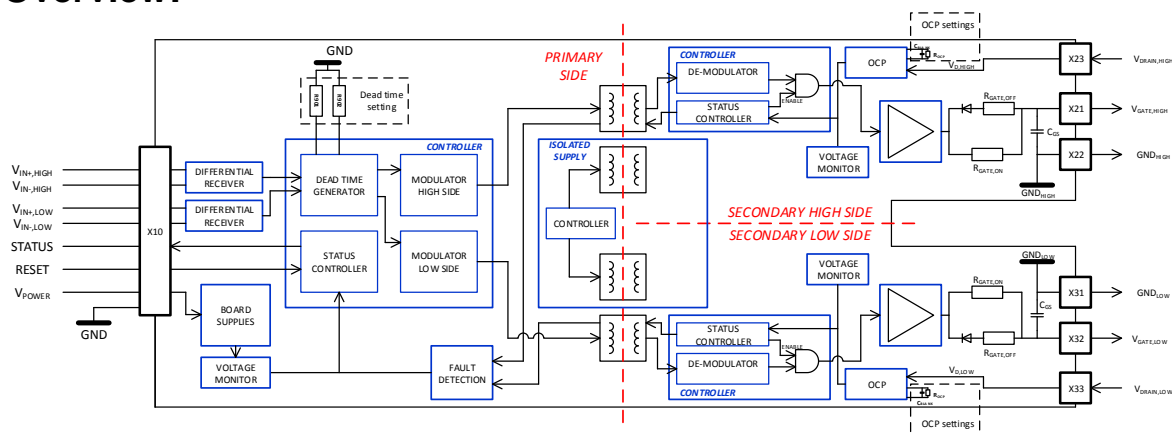 GND
Dead time
setting
R901
R902
PRIMARY
SIDE
CONTROLLER
DE-MODULATOR
STATUS
CONTROLLER
ENABLE
OCP settings
OCP
ROCP
VD,HIGH
X23
VDRAIN,HIGH
X21
VGATE,HIGH
X22
GNDHIGH
RGATE,OFF
RGATE,ON
CGS
GNDHIGH
VOLTAGE
MONITOR
VIN+,HIGH
VIN-,HIGH
VIN+,LOW
VIN-,LOW
STATUS
RESET
VPOWER
GND
X10
DIFFERENTIAL
RECEIVER
DIFFERENTIAL
RECEIVER
CONTROLLER
DEAD TIME
GENERATOR
MODULATOR
HIGH SIDE
STATUS
CONTROLLER
MODULATOR
LOW SIDE
BOARD
SUPPLIES
VOLTAGE
MONITOR
FAULT
DETECTION
ISOLATED
SUPPLY
CONTROLLER
SECONDARY HIGH SIDE
SECONDARY LOW SIDE
VOLTAGE
MONITOR
STATUS
CONTROLLER
ENABLE
DE-MODULATOR
CONTROLLER
OCP
VD,LOW
ROCP
OCP settings
RGATE,ON
RGATE,OFF
CGS
GNDLOW
X31
GNDLOW
X32
VGATE,LOW
X33
VDRAIN,LOW